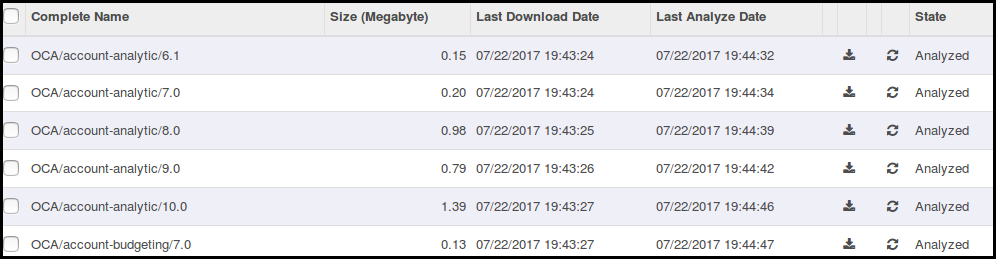 Complete Name Size (Megabyte) Last Download Date Last Analyze Date State
OCA/account-analytic/6.1 0.15 07/22/2017 19:43:24 07/22/2017 19:44:32 Analyzed
OCA/account-analytic/7.0 0.20 07/22/2017 19:43:24 07/22/2017 19:44:34 Analyzed
OCA/account-analytic/8.0 0.98 07/22/2017 19:43:25 07/22/2017 19:44:39 Analyzed
OCA/account-analytic/9.0 0.79 07/22/2017 19:43:26 07/22/2017 19:44:42 Analyzed
OCA/account-analytic/10.0 1.39 07/22/2017 19:43:27 07/22/2017 19:44:46 Analyzed
OCA/account-budgeting/7.0 0.13 07/22/2017 19:43:27 07/22/2017 19:44:47 Analyzed